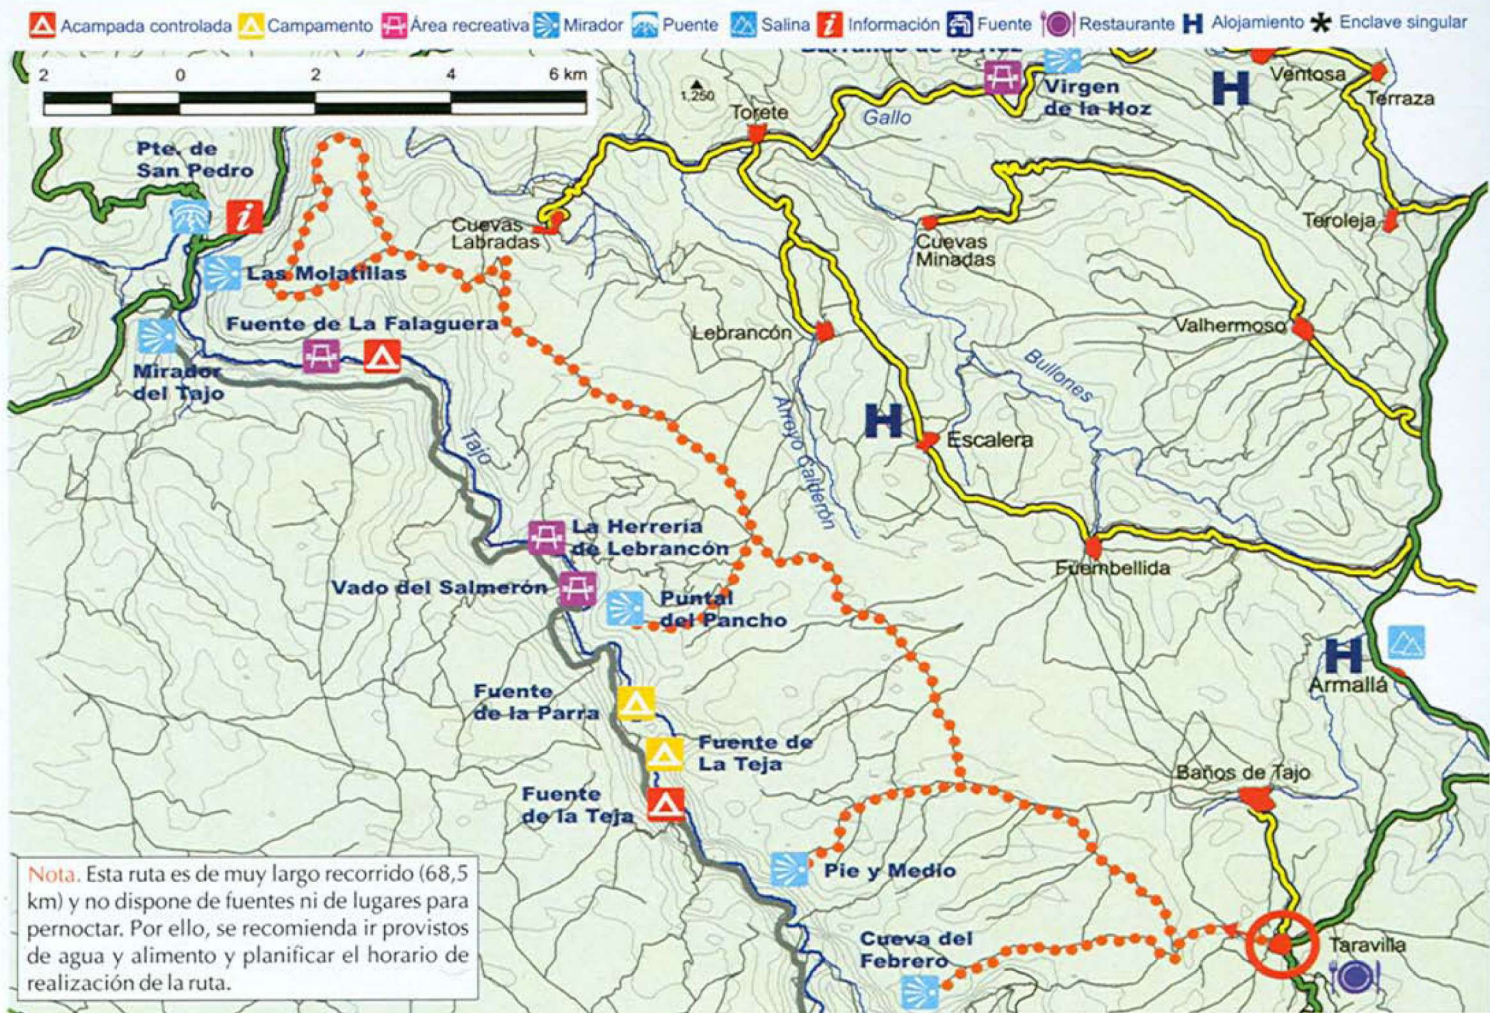 Acampada controlada Campamento Área recreativa Mirador Puente Salina Información Fuente Restaurante Alojamiento Enclave singular
2 0 2 4 6 km
1,250
Torete
Gallo
Barranco de la Hoz
Virgen
de la Hoz
Ventosa
Terraza
Pte. de
San Pedro
Cuevas
Labradas
Cuevas
Minadas
Teroleja
Las Molatillas
Fuente de La Falaguera
Lebrancón
Valhermoso
Mirador
del Tajo
Bullones
Tajo
Arroyo Calderón
Escalera
La Herrería
de Lebrancón
Vado del Salmerón
Puntal
del Pancho
Fuembellida
Armallá
Fuente
de la Parra
Fuente de
La Teja
Fuente
de la Teja
Baños de Tajo
Pie y Medio
Cueva del
Febrero
Taravilla
Nota. Esta ruta es de muy largo recorrido (68,5
km) y no dispone de fuentes ni de lugares para
pernoctar. Por ello, se recomienda ir provistos
de agua y alimento y planificar el horario de
realización de la ruta.